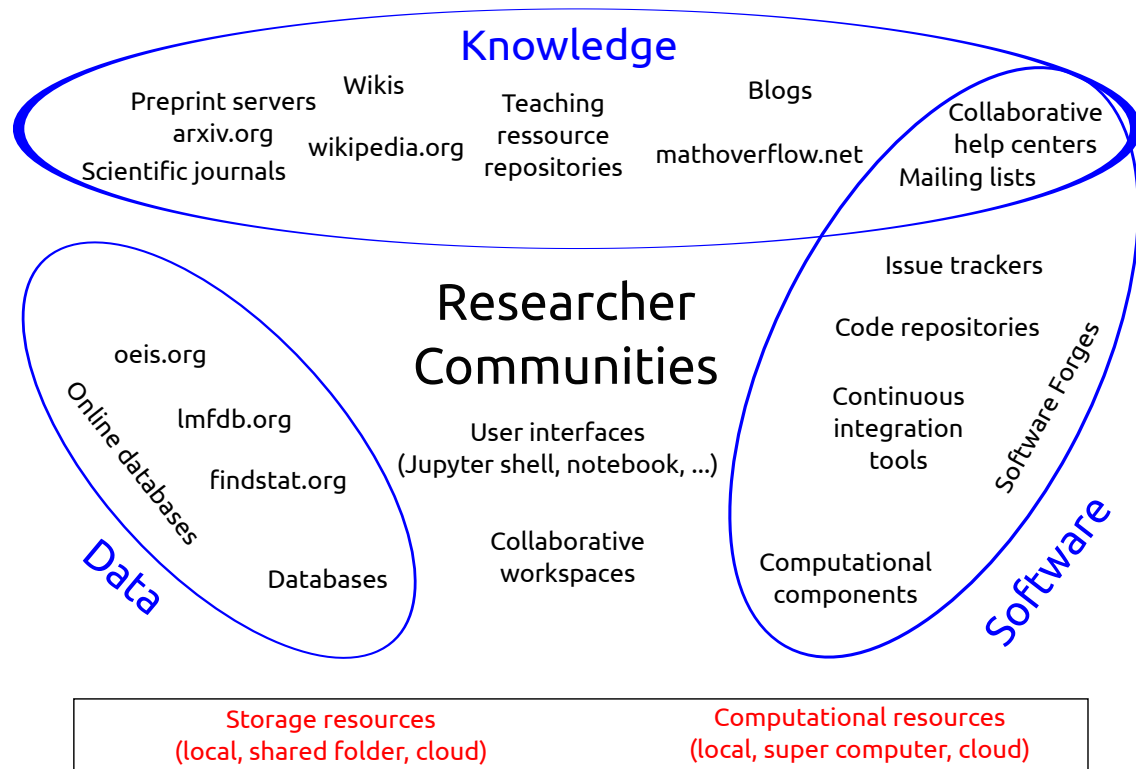 Knowledge
Preprint servers
arxiv.org
Scientific journals
Wikis
wikipedia.org
Teaching
ressource
repositories
Blogs
mathoverflow.net
Collaborative
help centers
Mailing lists
Issue trackers
Code repositories
Continuous
integration
tools
Software Forges
Computational
components
Software
Researcher
Communities
User interfaces
(Jupyter shell, notebook, ...)
Collaborative
workspaces
oeis.org
lmfdb.org
findstat.org
Online databases
Databases
Data
Storage resources
(local, shared folder, cloud)
Computational resources
(local, super computer, cloud)